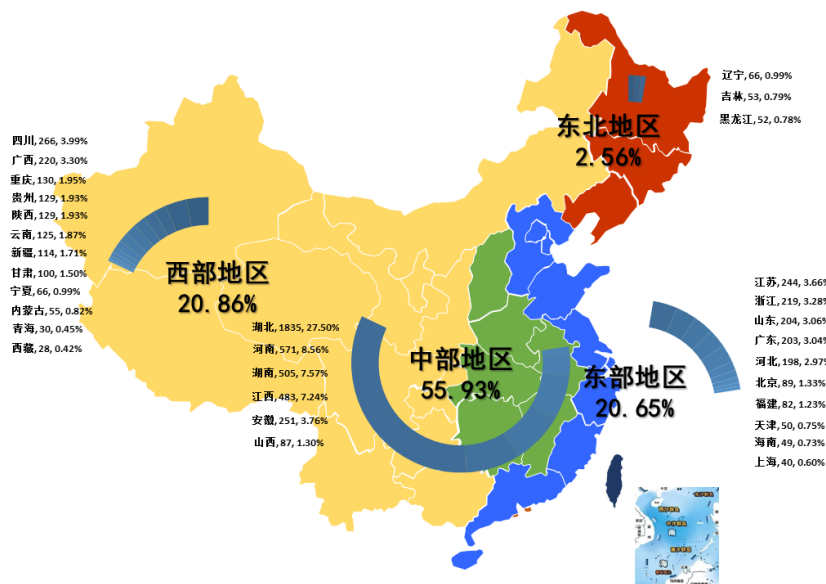 辽宁, 66, 0.99%
吉林, 53, 0.79%
黑龙江, 52, 0.78%
东北地区
2.56%
四川, 266, 3.99%
广西, 220, 3.30%
重庆, 130, 1.95%
贵州, 129, 1.93%
陕西, 129, 1.93%
云南, 125, 1.87%
新疆, 114, 1.71%
甘肃, 100, 1.50%
宁夏, 66, 0.99%
内蒙古, 55, 0.82%
青海, 30, 0.45%
西藏, 28, 0.42%
西部地区
20.86%
湖北, 1835, 27.50%
河南, 571, 8.56%
湖南, 505, 7.57%
江西, 483, 7.24%
安徽, 251, 3.76%
山西, 87, 1.30%
中部地区
55.93%
东部地区
20.65%
江苏, 244, 3.66%
浙江, 219, 3.28%
山东, 204, 3.06%
广东, 203, 3.04%
河北, 198, 2.97%
北京, 89, 1.33%
福建, 82, 1.23%
天津, 50, 0.75%
海南, 49, 0.73%
上海, 40, 0.60%
南
海